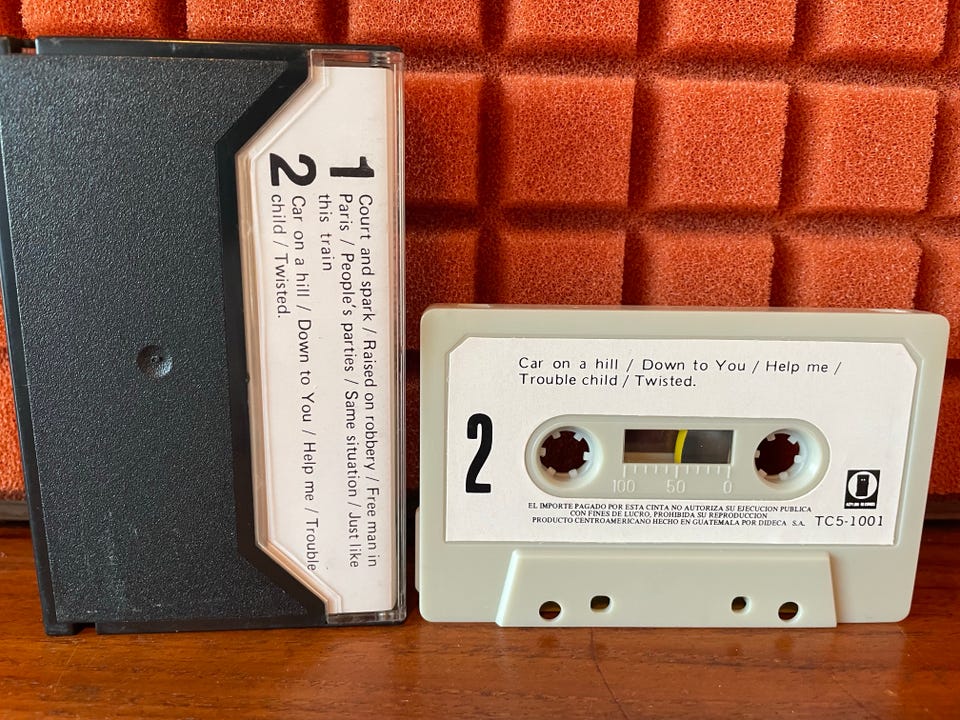 1
Court and spark / Raised on robbery / Free man in
Paris / People's parties / Same situation / Just like
this train
2
Car on a hill / Down to You / Help me / Trouble
child / Twisted.
Car on a hill / Down to You / Help me /
Trouble child / Twisted.
2
100 50 0
EL IMPORTE PAGADO POR ESTA CINTA NO AUTORIZA SU EJECUCION PUBLICA
CON FINES DE LUCRO, PROHIBIDA SU REPRODUCCION
PRODUCTO CENTROAMERICANO HECHO EN GUATEMALA POR DIDECA S.A.
TC5-1001